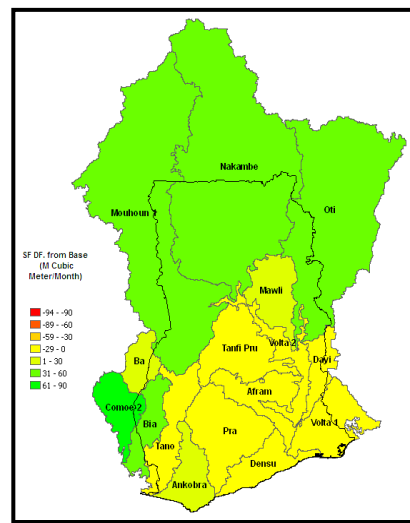 Nakambe
Mouhoun 1
Oti
SF DF. from Base
(M Cubic
Meter/Month)
-94 - -90
-89 - -60
-59 - -30
-29 - 0
1 - 30
31 - 60
61 - 90
Mawli
Volta 2
Tanfi Pru
Ba
Dayi
Afram
Comoe 2
Bia
Pra
Volta 1
Tano
Densu
Ankobra